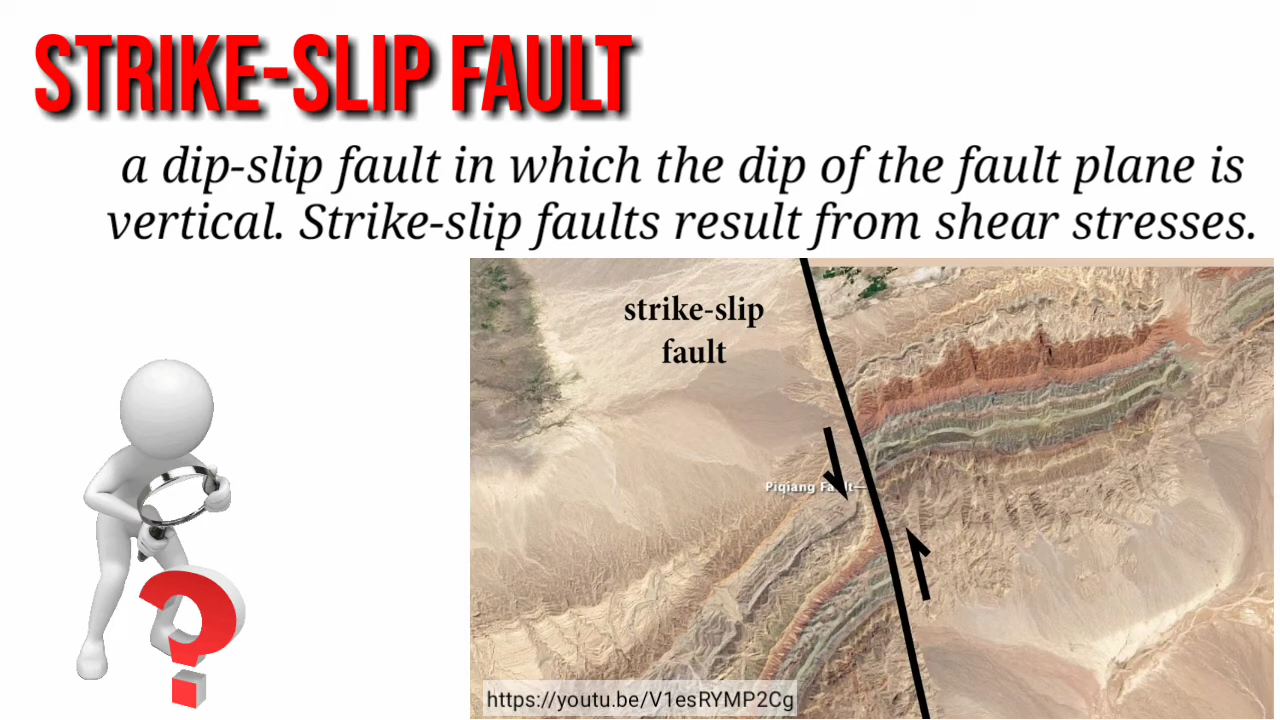 STRIKE-SLIP FAULT
a dip-slip fault in which the dip of the fault plane is
vertical. Strike-slip faults result from shear stresses.
strike-slip
fault
Piqiang Fault
https://youtu.be/V1esRYMP2Cg